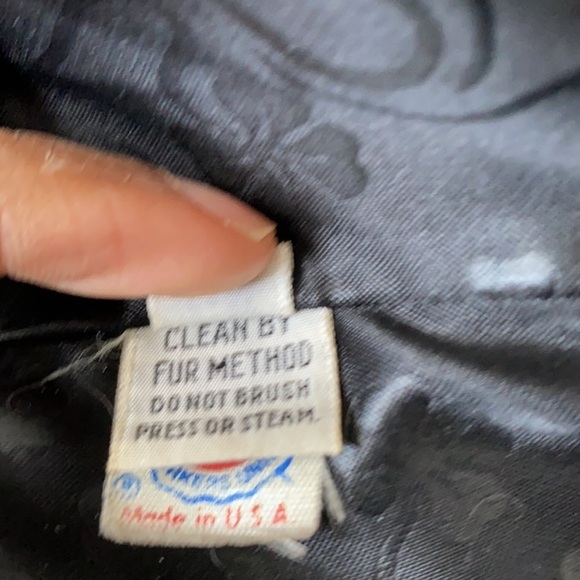 CLEAN BY
FUR METHOD
DO NOT BRUSH
PRESS OR STEAM.
®
Made in U S A